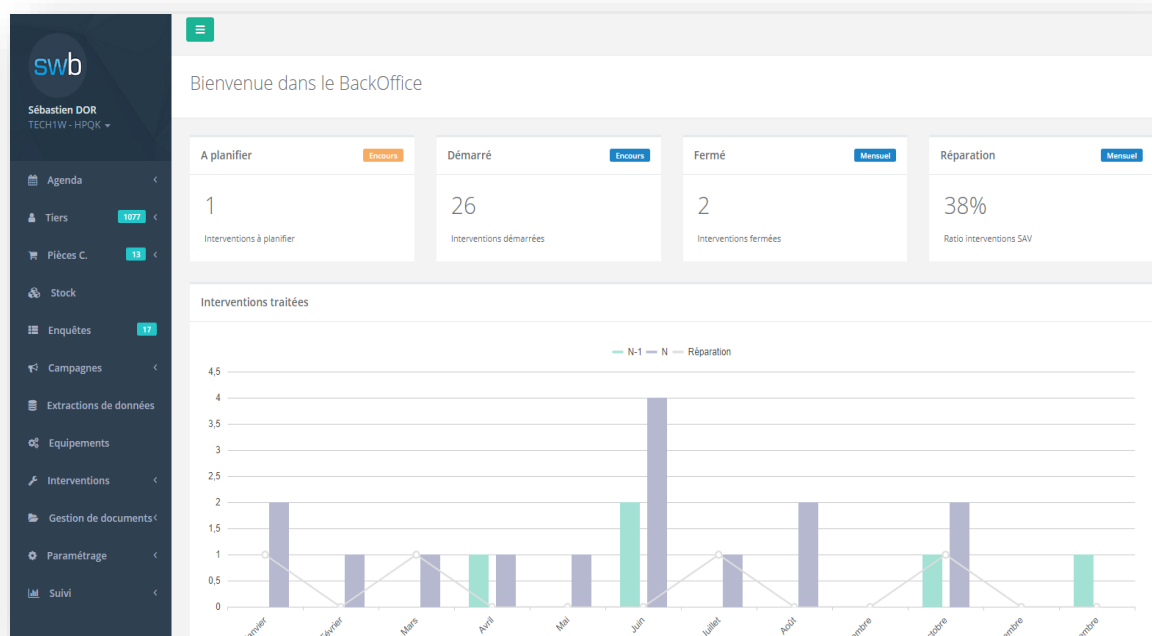 swb
Sébastien DOR
TECH1W - HPQK
Agenda
Tiers 1077
Pièces C. 13
Stock
Enquêtes 17
Campagnes
Extractions de données
Equipements
Interventions
Gestion de documents
Paramétrage
Suivi
Bienvenue dans le BackOffice
A planifier Encours
1
Interventions à planifier
Démarré Encours
26
Interventions démarrées
Fermé Mensuel
2
Interventions fermées
Réparation Mensuel
38%
Ratio interventions SAV
Interventions traitées
N-1 N Réparation
4,5
4
3,5
3
2,5
2
1,5
1
0,5
0
Février
Mars
Avril
Mai
Juin
Juillet
Août